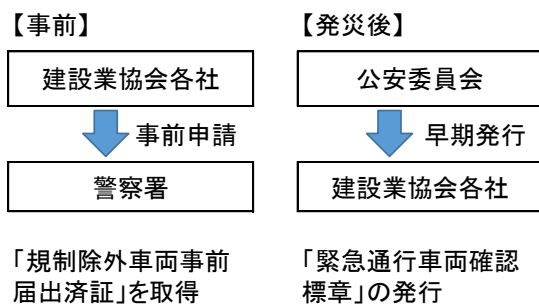 【事前】
建設業協会各社
事前申請
警察署
「規制除外車両事前
届出済証」を取得
【発災後】
公安委員会
早期発行
建設業協会各社
「緊急通行車両確認
標章」の発行